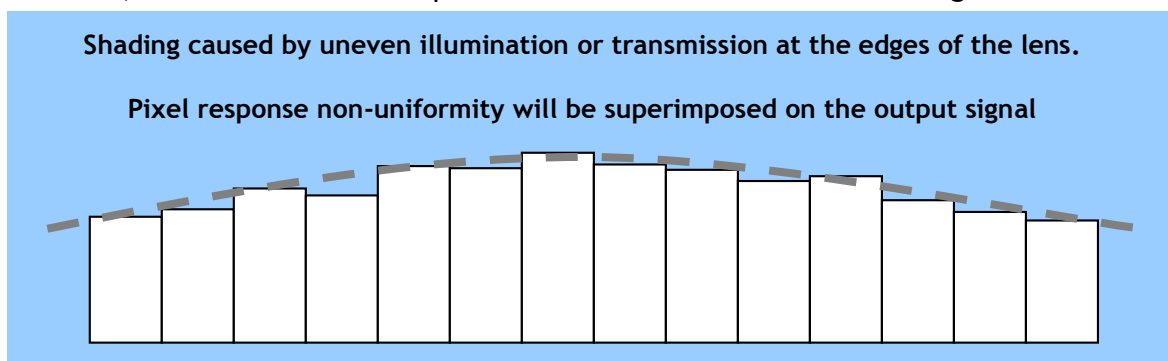 Shading caused by uneven illumination or transmission at the edges of the lens.
Pixel response non-uniformity will be superimposed on the output signal